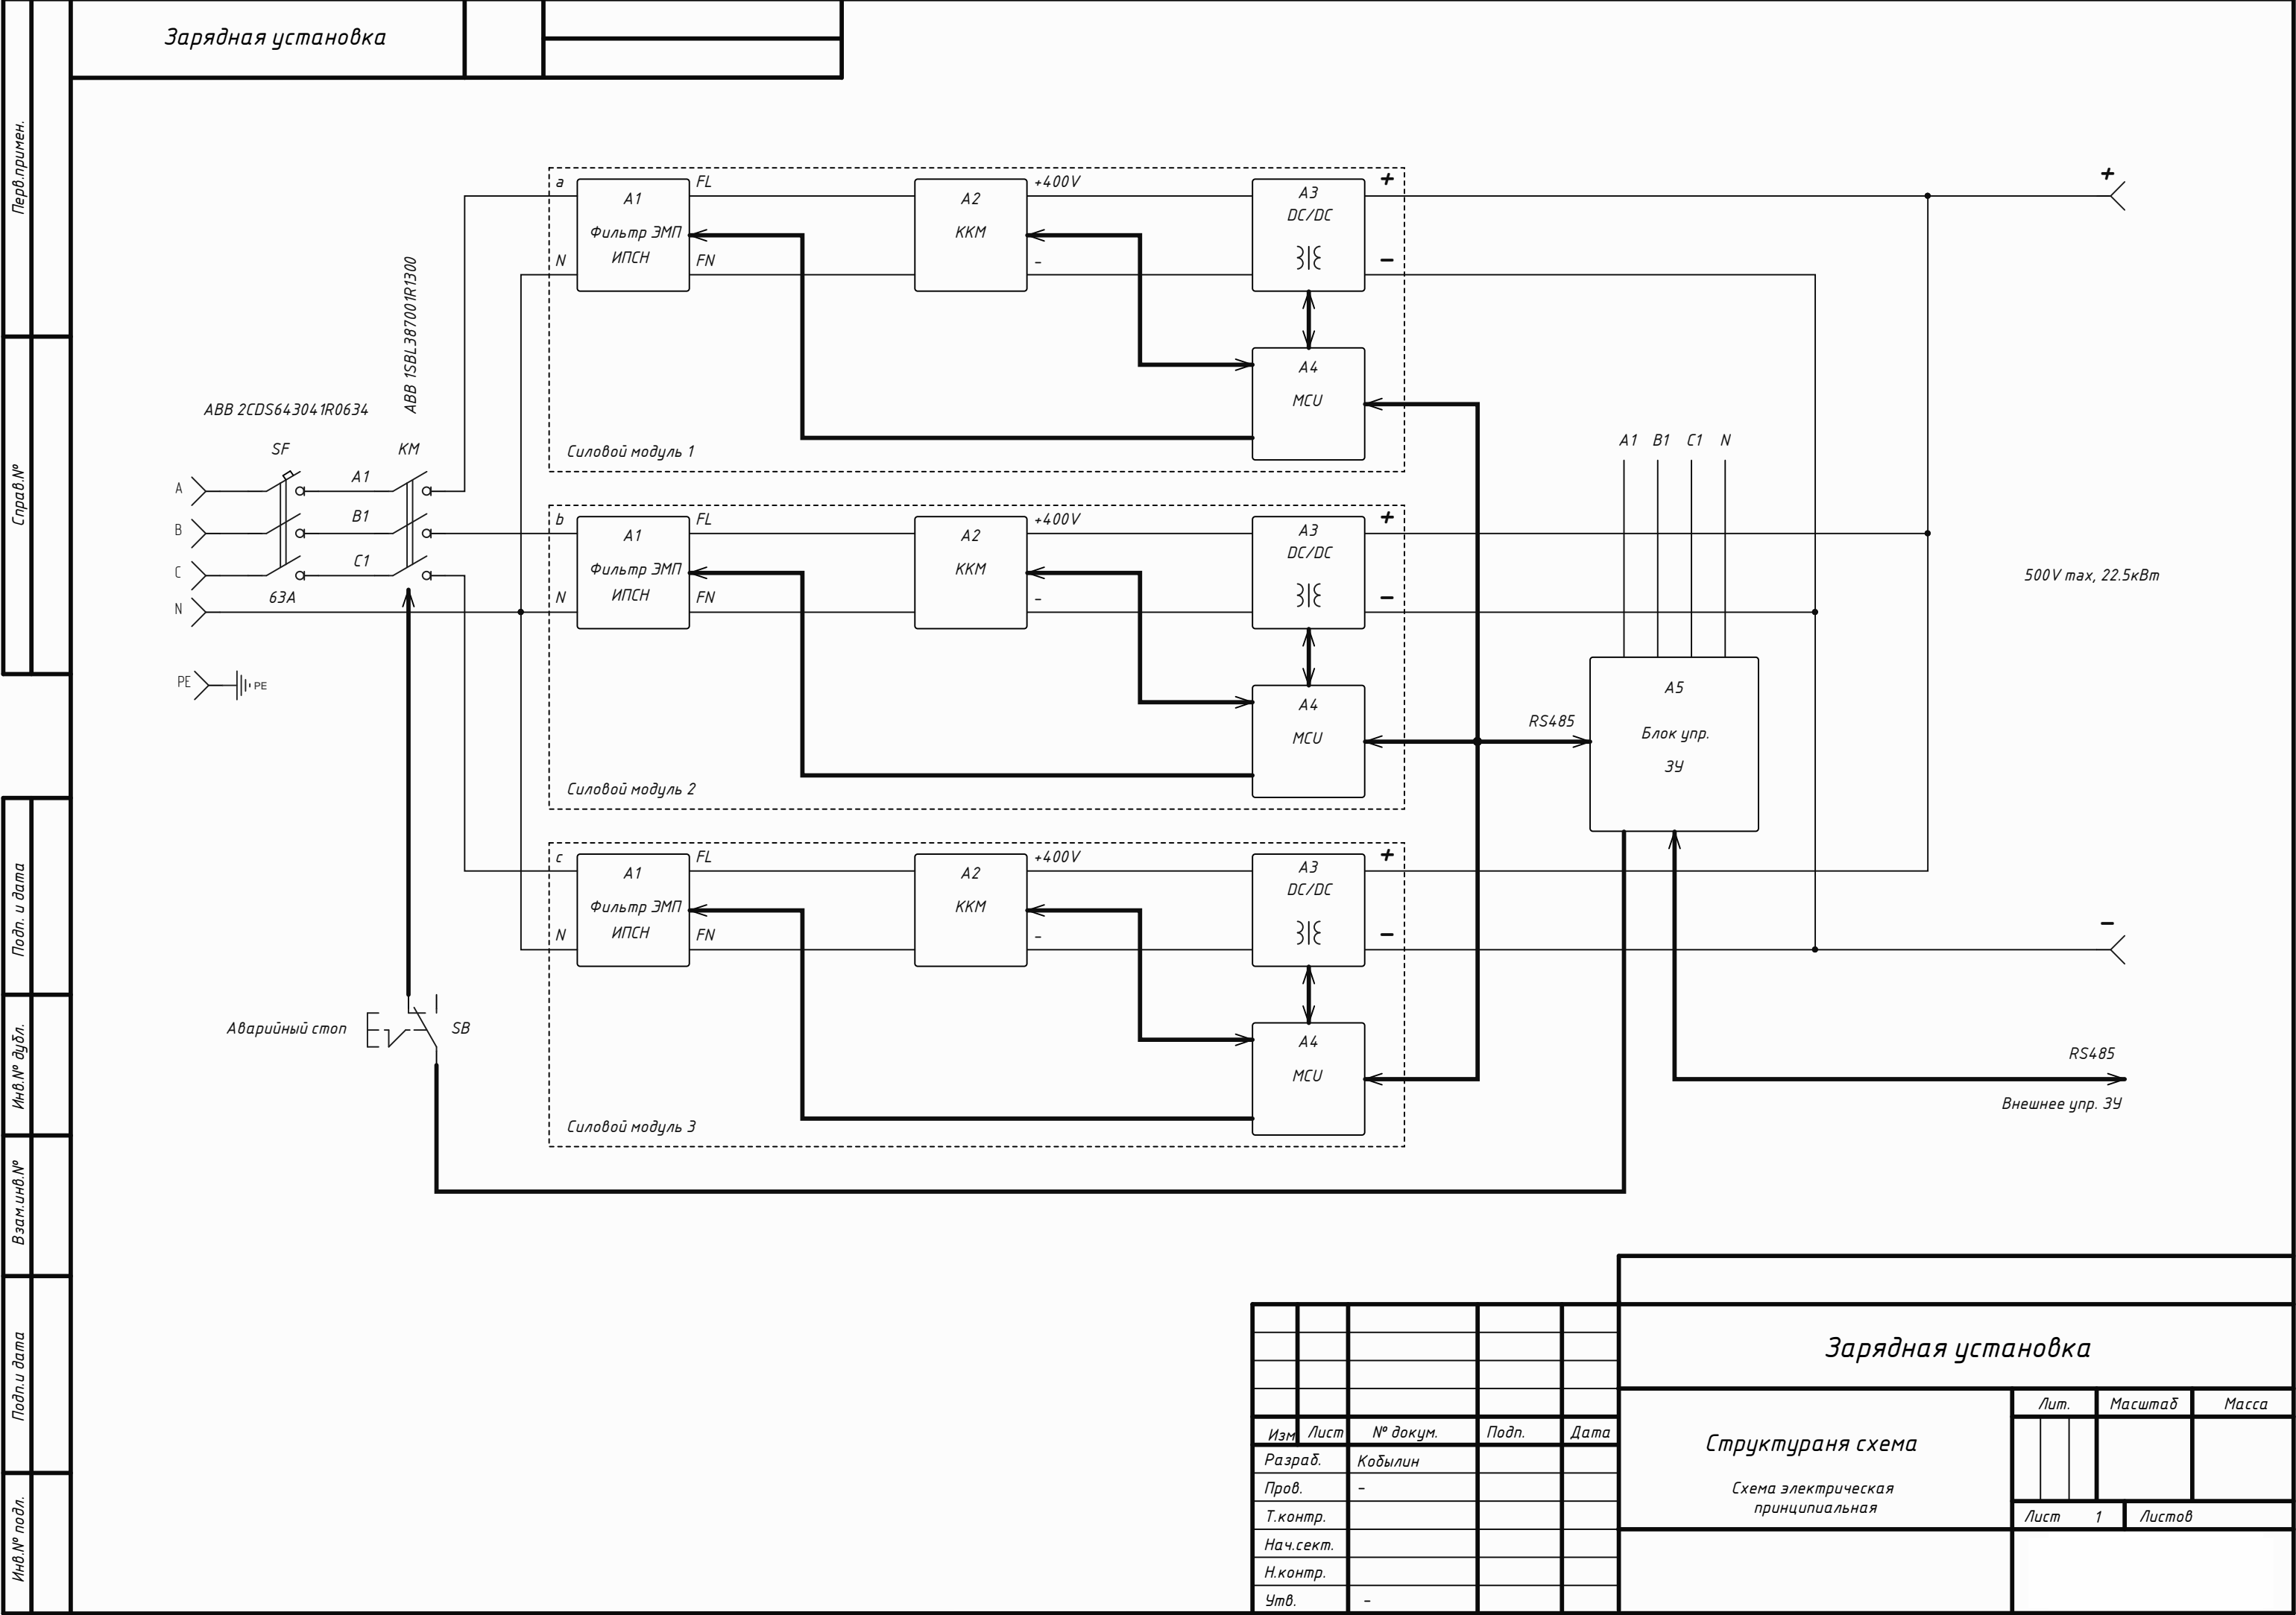 Зарядная установка
Перв.примен.
Справ.№
Подп. и дата
Инв.№ дубл.
Взам.инв.№
Подп.и дата
Инв.№ подл.
ABB 2CDS643041R0634
ABB 1SBL387001R1300
SF
KM
A
A1
B
B1
C
C1
63A
N
PE
PE
a
A1
Фильтр ЭМП
ИПСН
N
FL
FN
A2
ККМ
+400V
-
A3
DC/DC
+
-
A4
MCU
Силовой модуль 1
b
A1
Фильтр ЭМП
ИПСН
N
FL
FN
A2
ККМ
+400V
-
A3
DC/DC
+
-
A4
MCU
Силовой модуль 2
c
A1
Фильтр ЭМП
ИПСН
N
FL
FN
A2
ККМ
+400V
-
A3
DC/DC
+
-
A4
MCU
Силовой модуль 3
A1 B1 C1 N
RS485
A5
Блок упр.
ЗУ
+
500V max, 22.5кВт
-
RS485
Внешнее упр. ЗУ
Аварийный стоп
SB
Зарядная установка
Изм Лист № докум. Подп. Дата
Разраб. Кобылин
Пров. -
Т.контр.
Нач.сект.
Н.контр.
Утв. -
Структураня схема
Схема электрическая
принципиальная
Лит. Масштаб Масса
Лист 1 Листов